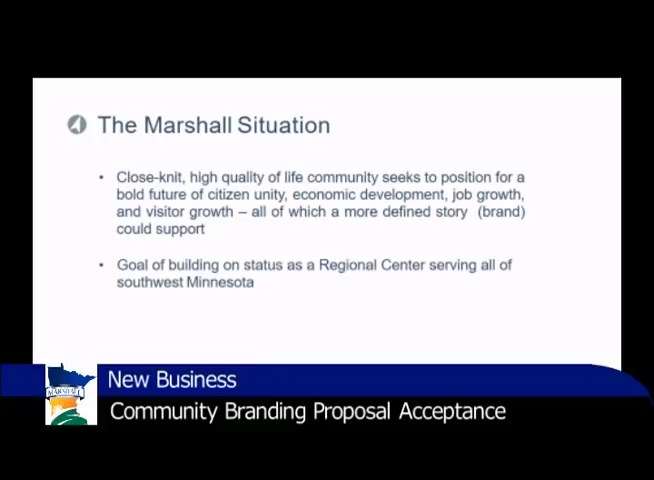 The Marshall Situation
• Close-knit, high quality of life community seeks to position for a
bold future of citizen unity, economic development, job growth,
and visitor growth – all of which a more defined story (brand)
could support
• Goal of building on status as a Regional Center serving all of
southwest Minnesota
MARSHALL
New Business
Community Branding Proposal Acceptance